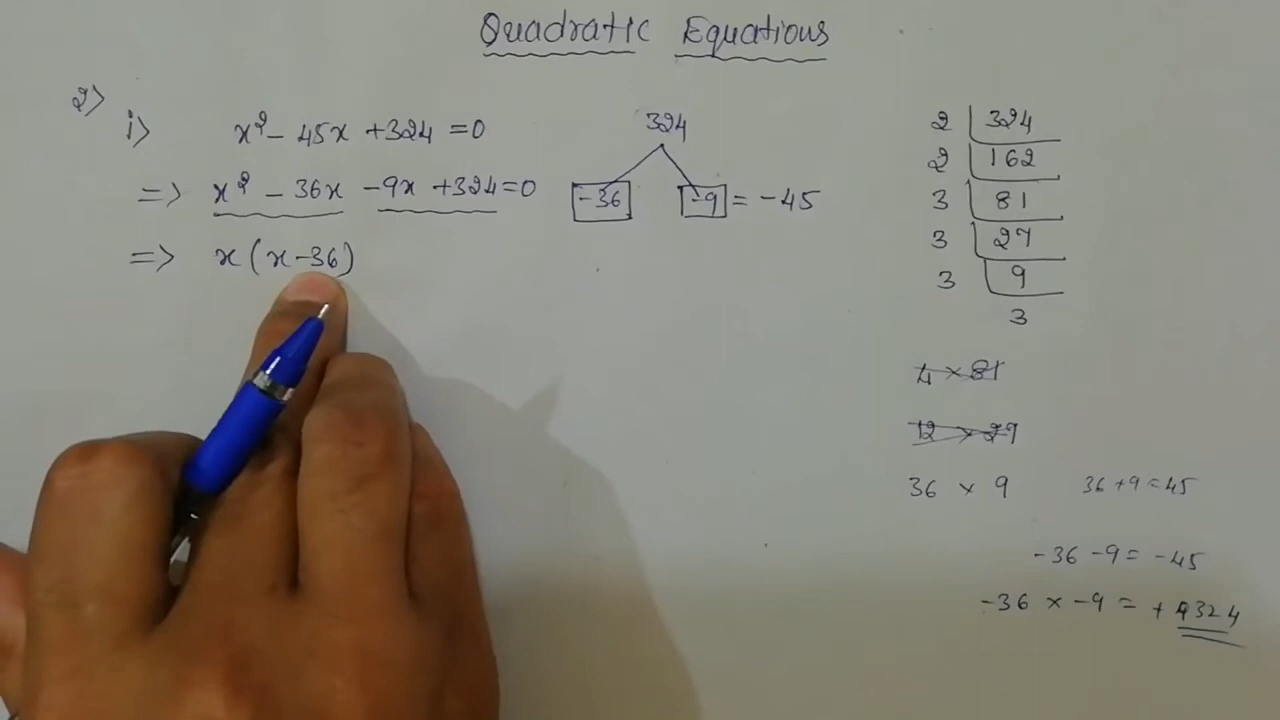 Quadratic Equations
2) i) x² - 45x + 324 = 0
=> x² - 36x - 9x + 324 = 0
=> x (x - 36)
324
-36 -9 = -45
2 | 324
2 | 162
3 | 81
3 | 27
3 | 9
3
4 × 81
12 × 27
36 × 9 36 + 9 = 45
-36 - 9 = -45
-36 × -9 = + 324